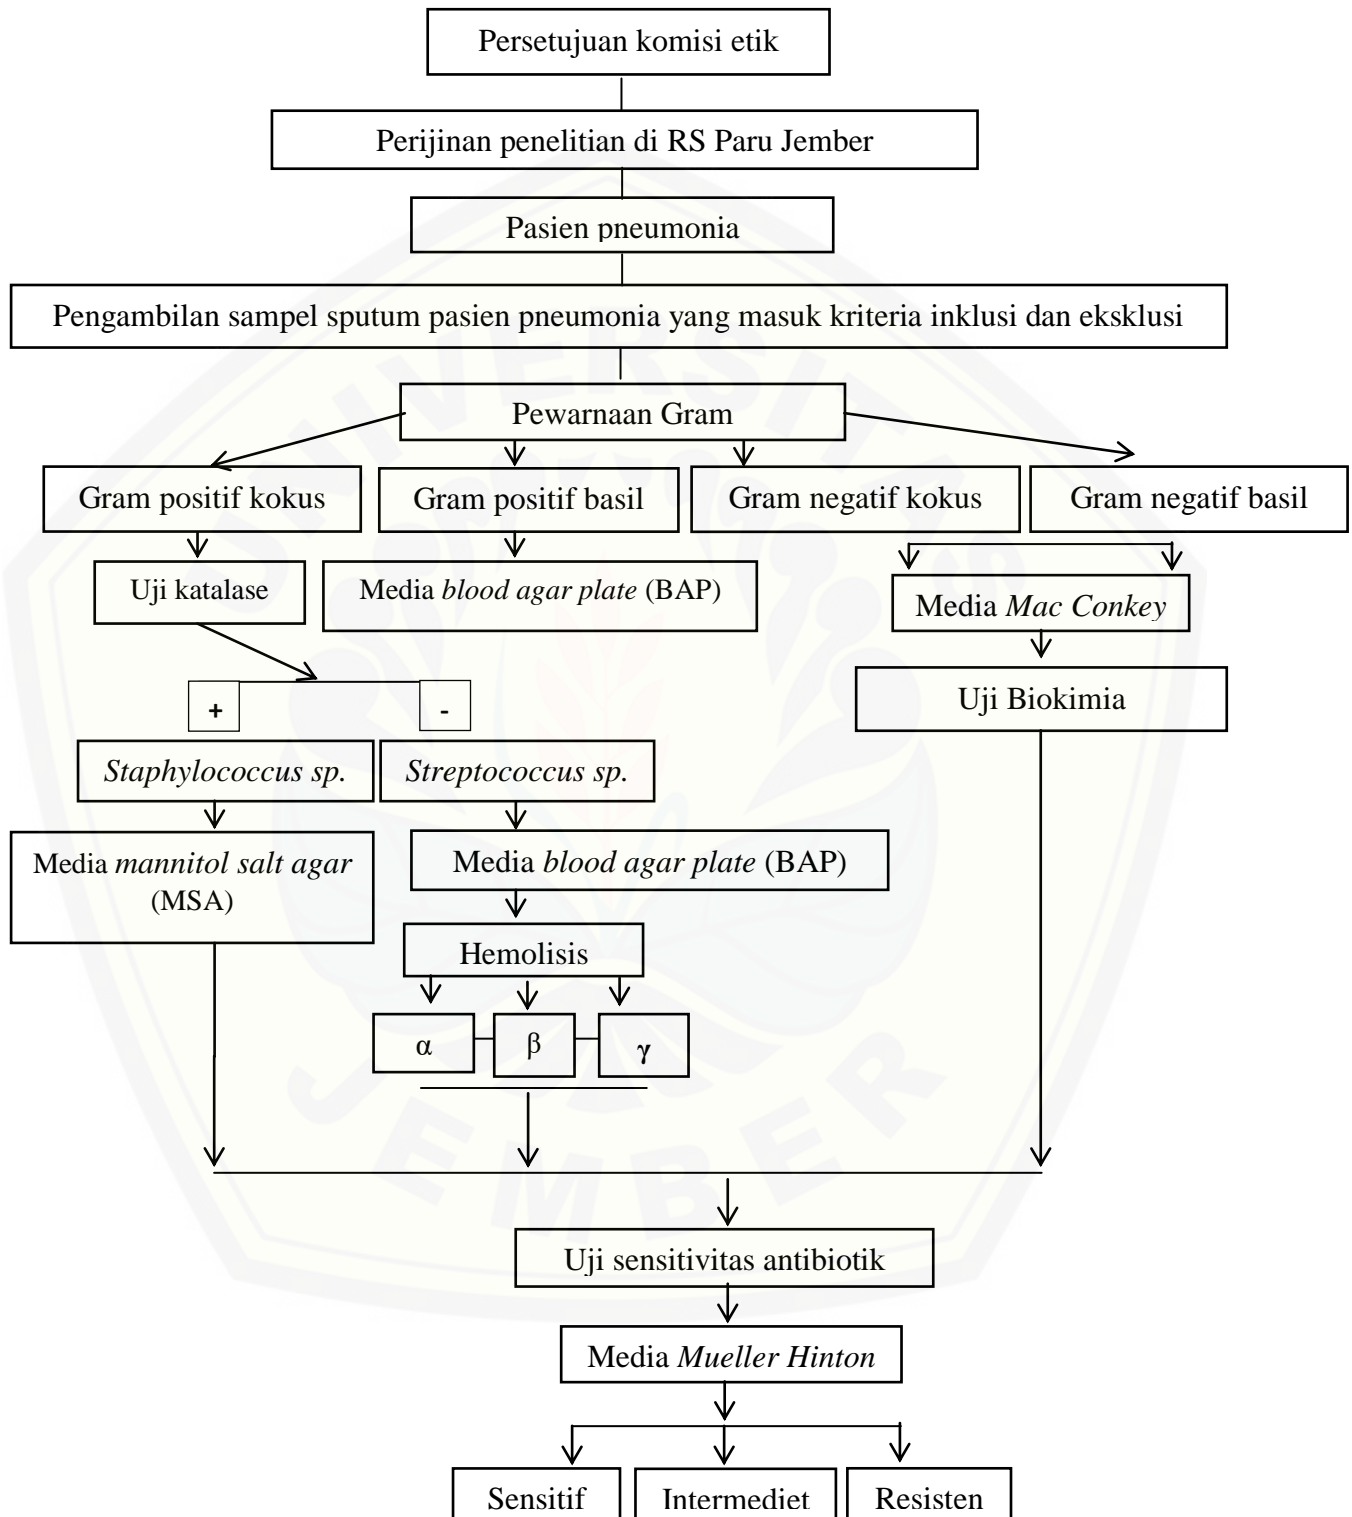 Persetujuan komisi etik
Perijinan penelitian di RS Paru Jember
Pasien pneumonia
Pengambilan sampel sputum pasien pneumonia yang masuk kriteria inklusi dan eksklusi
Pewarnaan Gram
Gram positif kokus
Gram positif basil
Gram negatif kokus
Gram negatif basil
Uji katalase
Media blood agar plate (BAP)
Media Mac Conkey
Uji Biokimia
+
-
Staphylococcus sp.
Streptococcus sp.
Media mannitol salt agar
(MSA)
Media blood agar plate (BAP)
Hemolisis
α
β
γ
Uji sensitivitas antibiotik
Media Mueller Hinton
Sensitif
Intermediet
Resisten
UNIVERSITAS
JEMBER